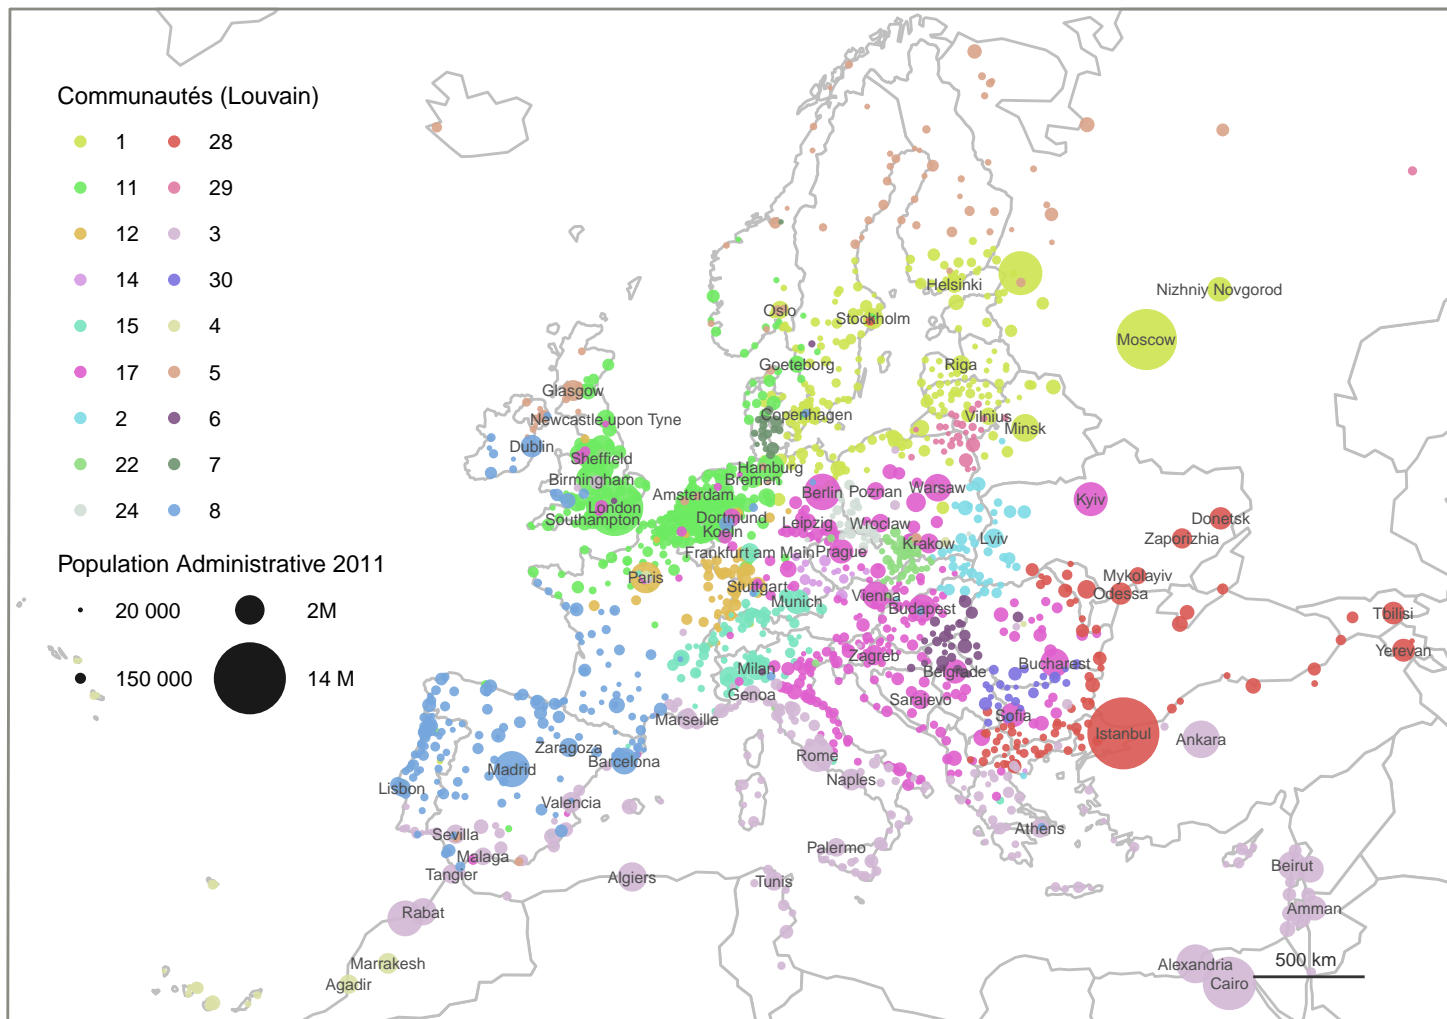 Communautés (Louvain)
1 28
11 29
12 3
14 30
15 4
17 5
2 6
22 7
24 8
Population Administrative 2011
20 000 2M
150 000 14 M
Helsinki
Nizhniy Novgorod
Oslo
Stockholm
Moscow
Goeteborg
Riga
Glasgow
Newcastle upon Tyne
Copenhagen
Vilnius
Minsk
Dublin
Sheffield
Hamburg
Birmingham
Bremen
Amsterdam
Berlin
Poznan
Warsaw
Kyiv
London
Southampton
Dortmund
Leipzig
Wroclaw
Donetsk
Koeln
Zaporizhia
Lviv
Krakow
Frankfurt am Main
Prague
Paris
Stuttgart
Mykolayiv
Odessa
Munich
Vienna
Budapest
Tbilisi
Zagreb
Yerevan
Milan
Belgrade
Bucharest
Genoa
Sarajevo
Marseille
Sofia
Istanbul
Ankara
Zaragoza
Rome
Barcelona
Madrid
Naples
Lisbon
Valencia
Sevilla
Athens
Palermo
Malaga
Beirut
Tangier
Algiers
Tunis
Rabat
Amman
Marrakesh
Alexandria
500 km
Agadir
Cairo